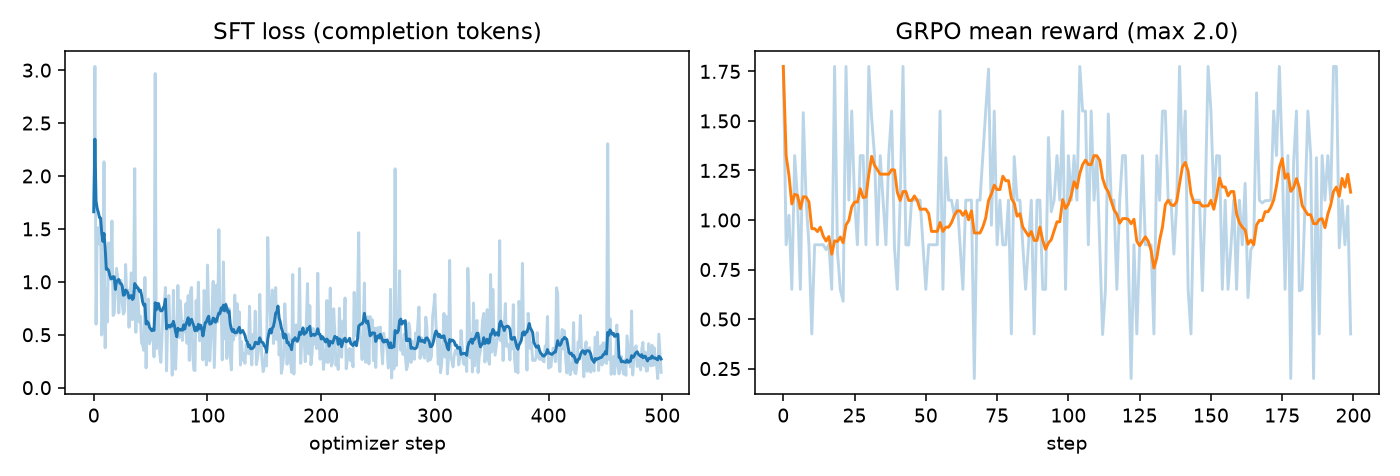 SFT loss (completion tokens)
3.0
2.5
2.0
1.5
1.0
0.5
0.0
0 100 200 300 400 500
optimizer step
GRPO mean reward (max 2.0)
1.75
1.50
1.25
1.00
0.75
0.50
0.25
0 25 50 75 100 125 150 175 200
step